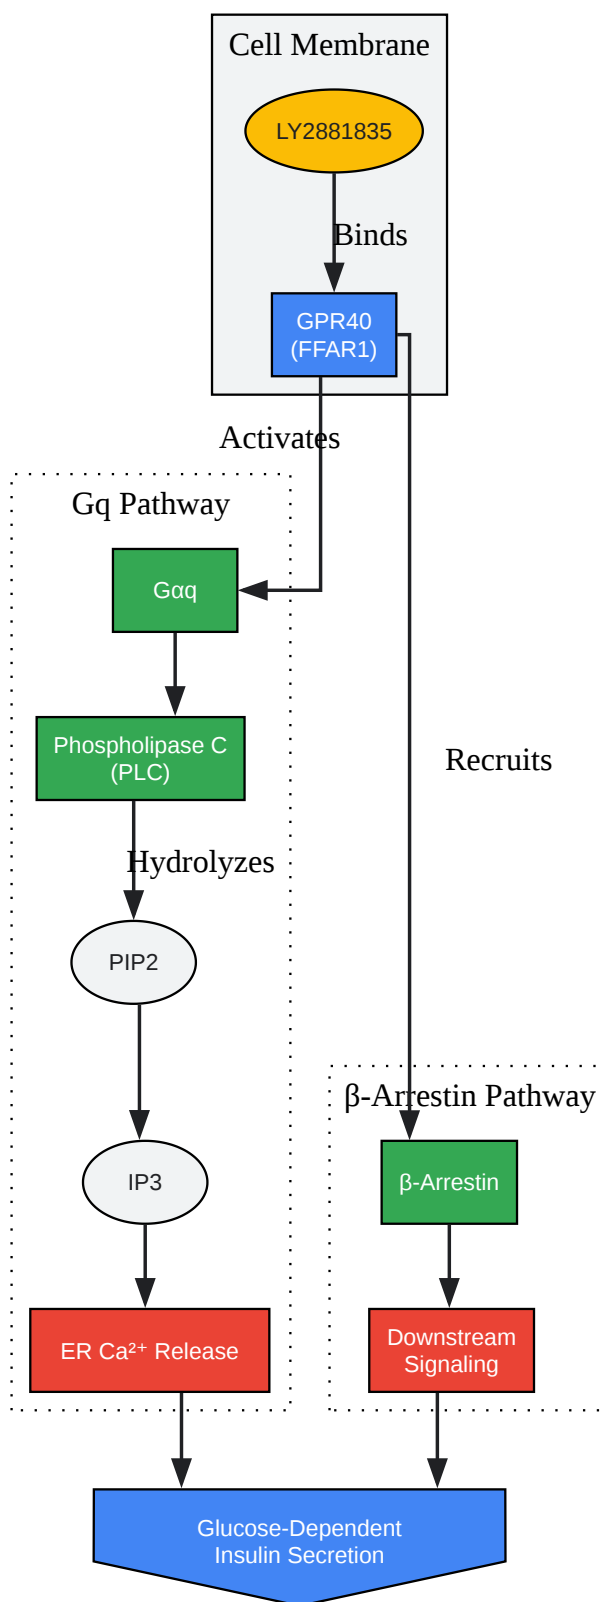 Cell Membrane
LY2881835
Binds
GPR40
(FFAR1)
Activates
Gq Pathway
Gαq
Phospholipase C
(PLC)
Recruits
Hydrolyzes
PIP2
β-Arrestin Pathway
IP3
β-Arrestin
ER Ca²⁺ Release
Downstream
Signaling
Glucose-Dependent
Insulin Secretion